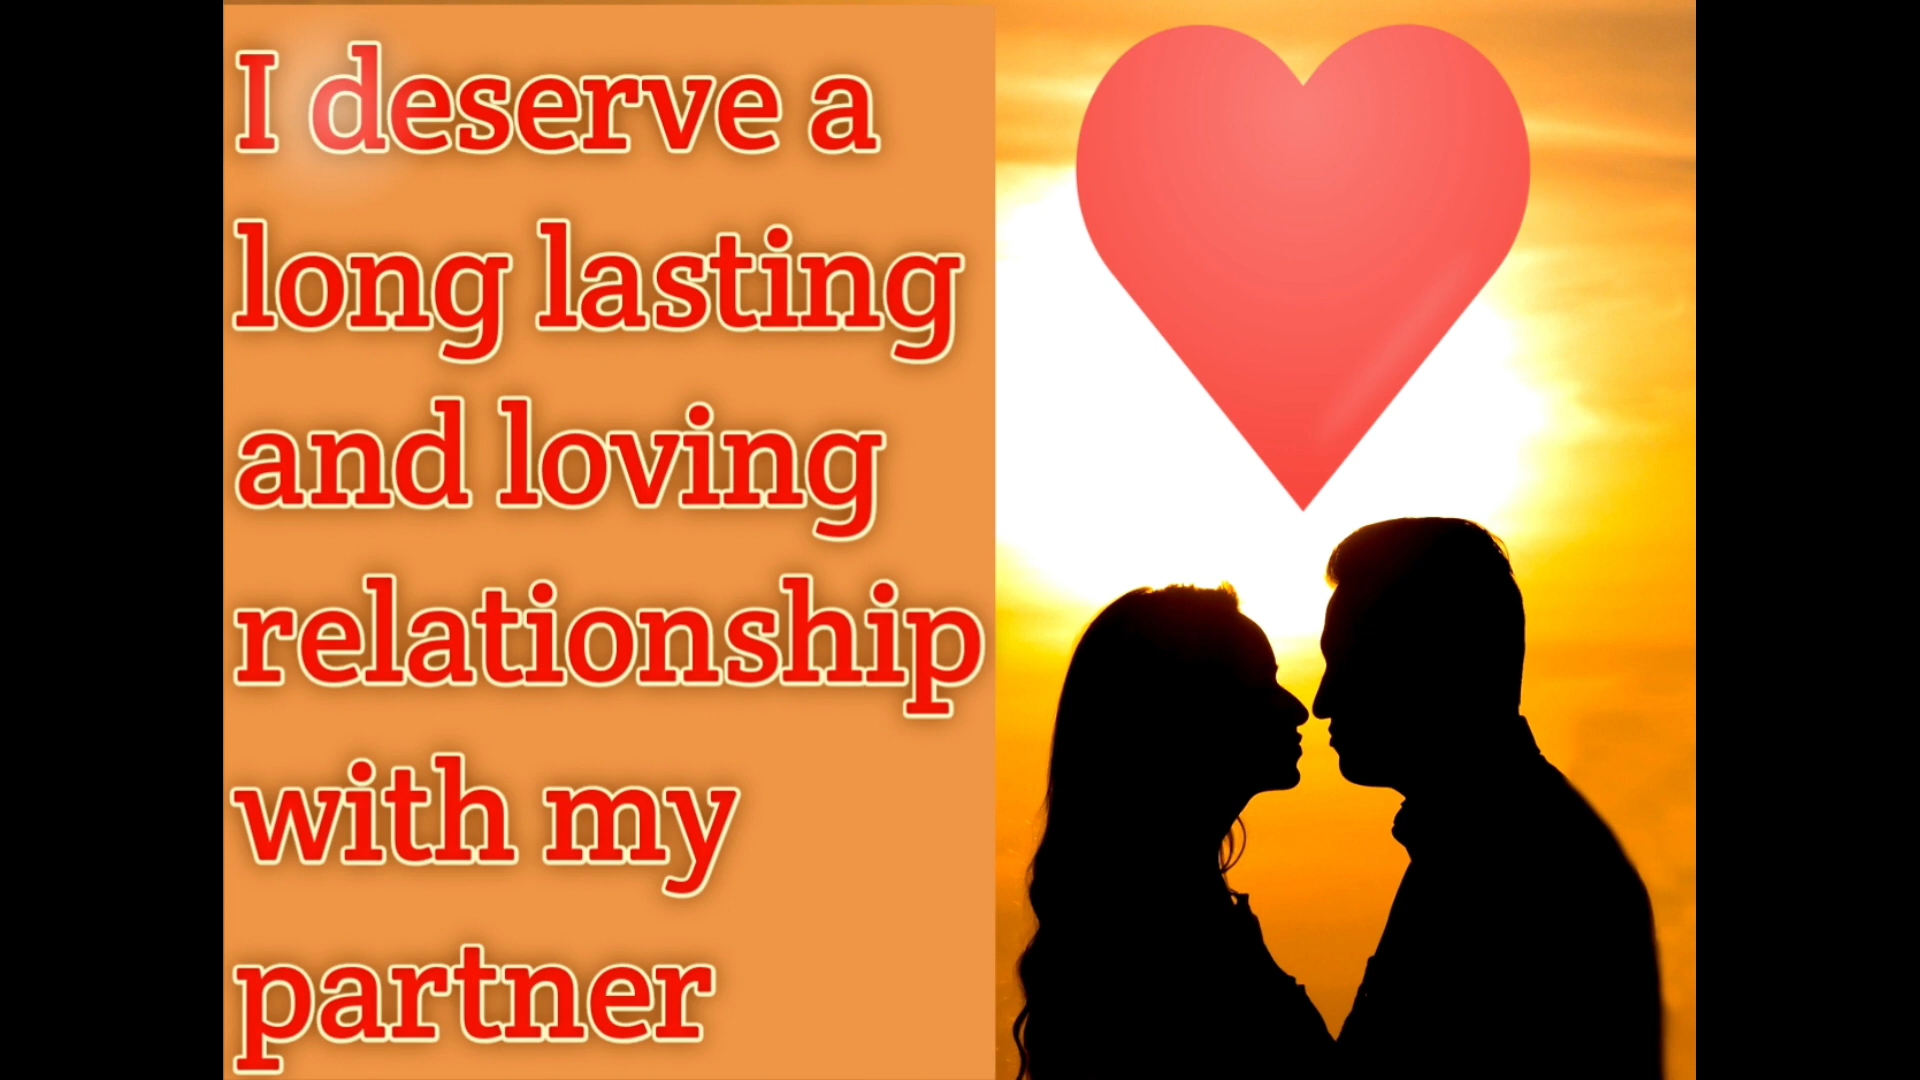 I deserve a
long lasting
and loving
relationship
with my
partner